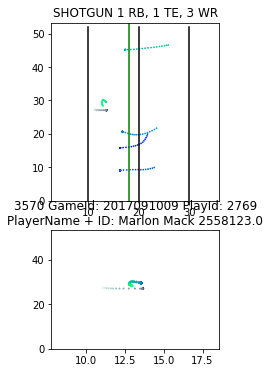 SHOTGUN 1 RB, 1 TE, 3 WR
50
40
30
20
10
0
10 20 30
3570 GameId: 2017091009 PlayId: 2769
PlayerName + ID: Marlon Mack 2558123.0
40
20
0
10.0 12.5 15.0 17.5